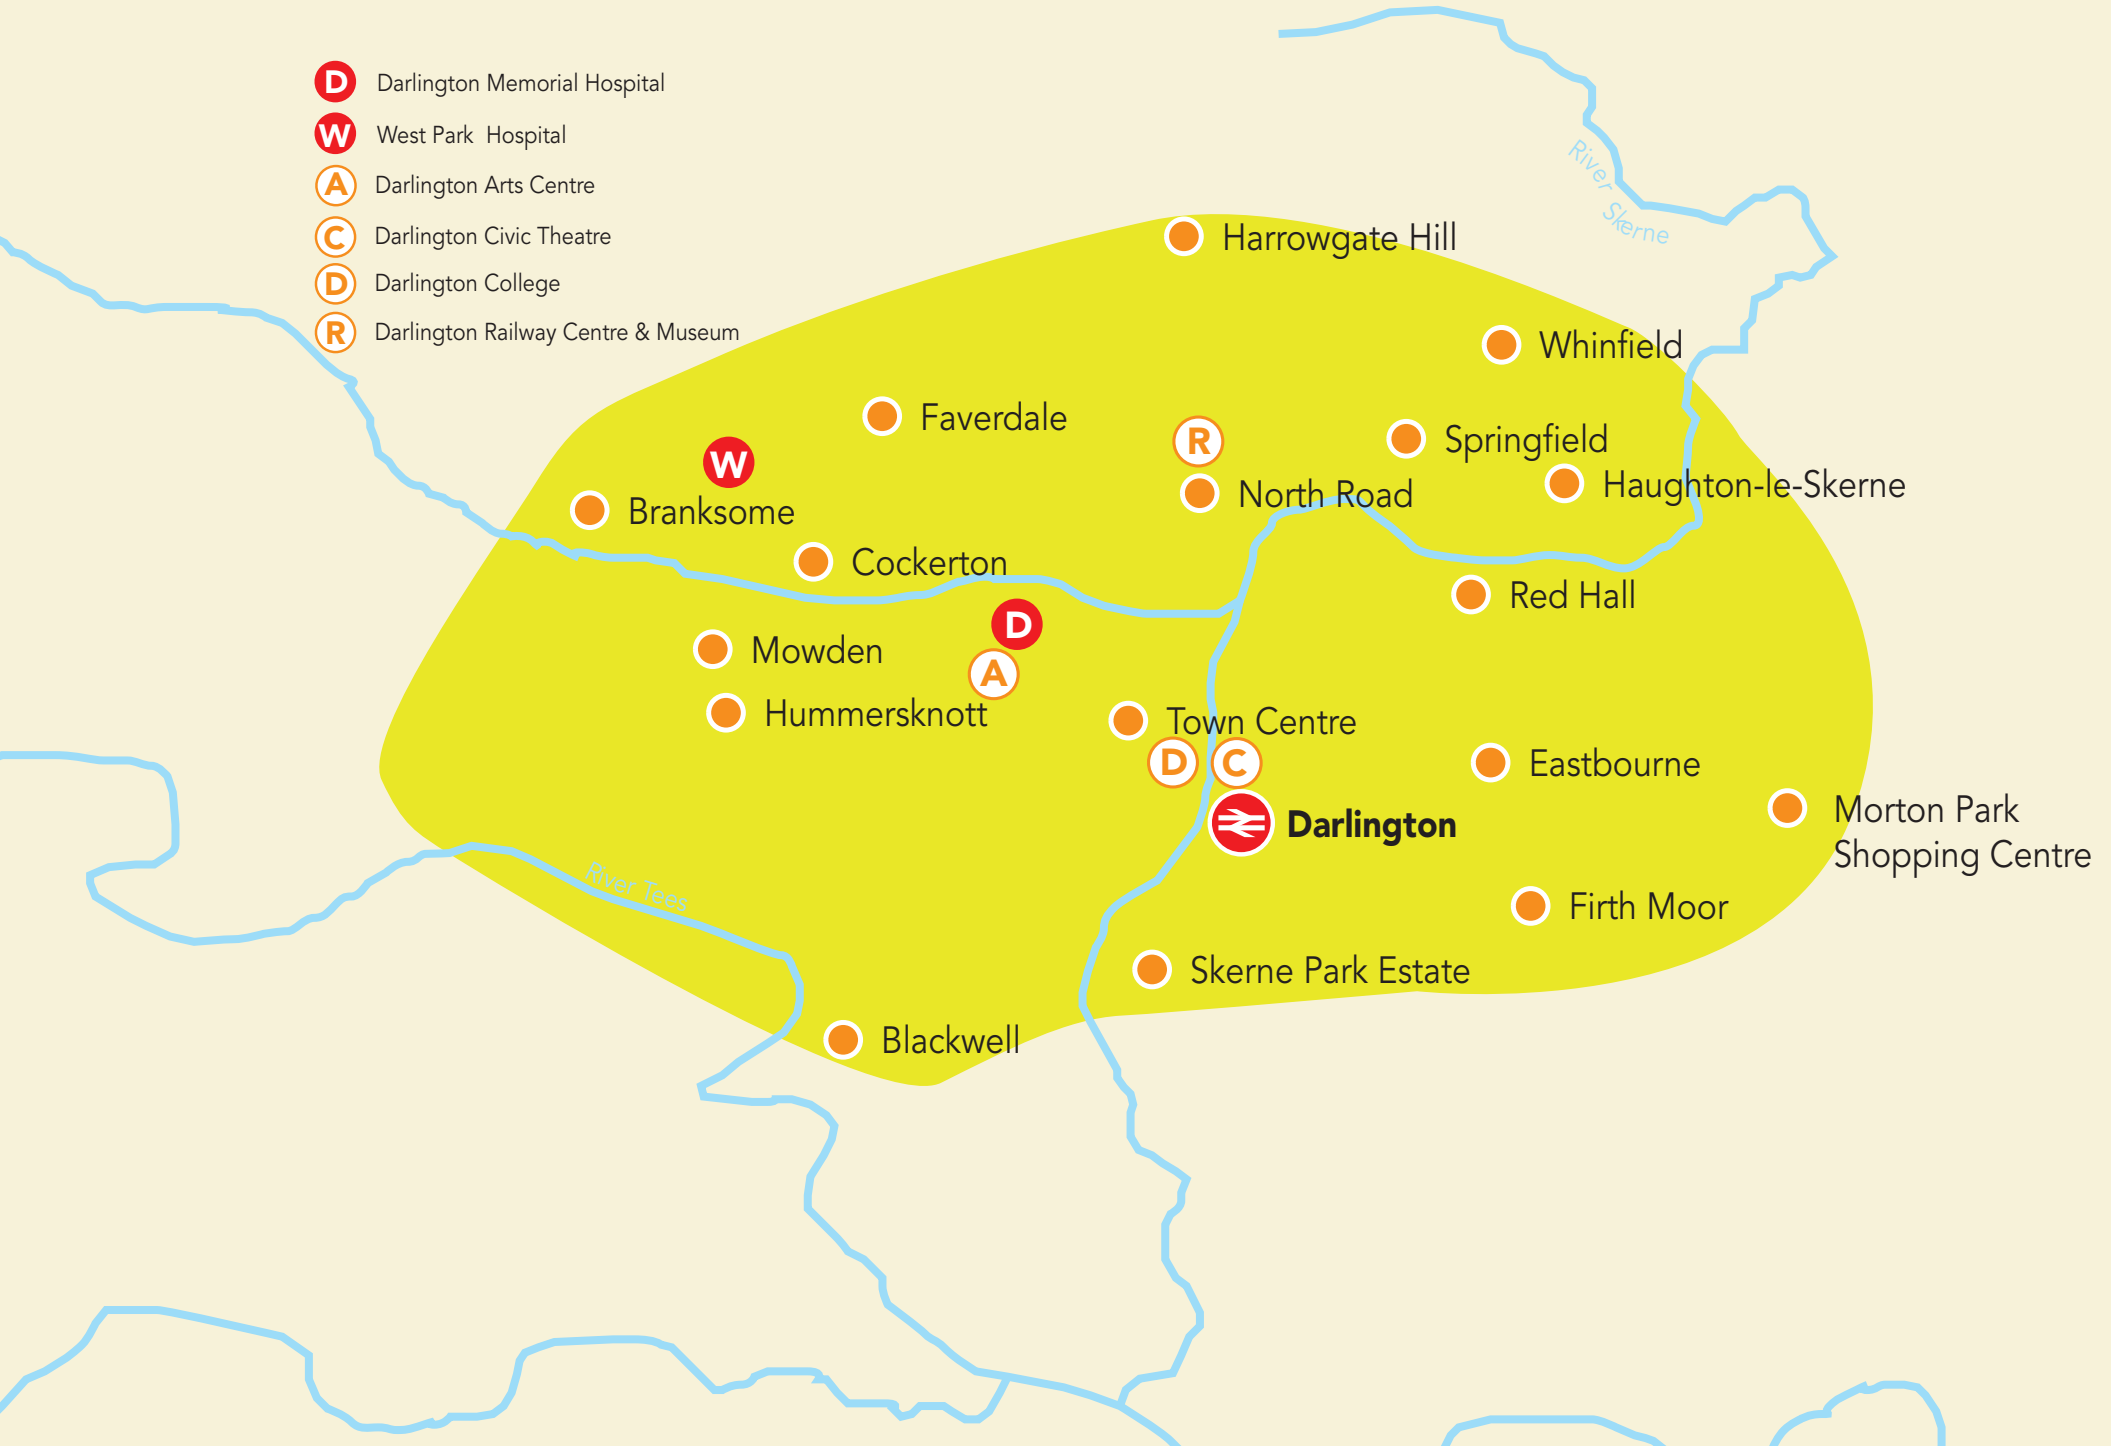 D Darlington Memorial Hospital
W West Park Hospital
A Darlington Arts Centre
C Darlington Civic Theatre
D Darlington College
R Darlington Railway Centre & Museum
River Skerne
Harrowgate Hill
Whinfield
Faverdale
R
Springfield
W
Haughton-le-Skerne
North Road
Branksome
Cockerton
Red Hall
D
Mowden
A
Hummersknott
Town Centre
D C
Eastbourne
Morton Park
Shopping Centre
Darlington
River Tees
Firth Moor
Skerne Park Estate
Blackwell